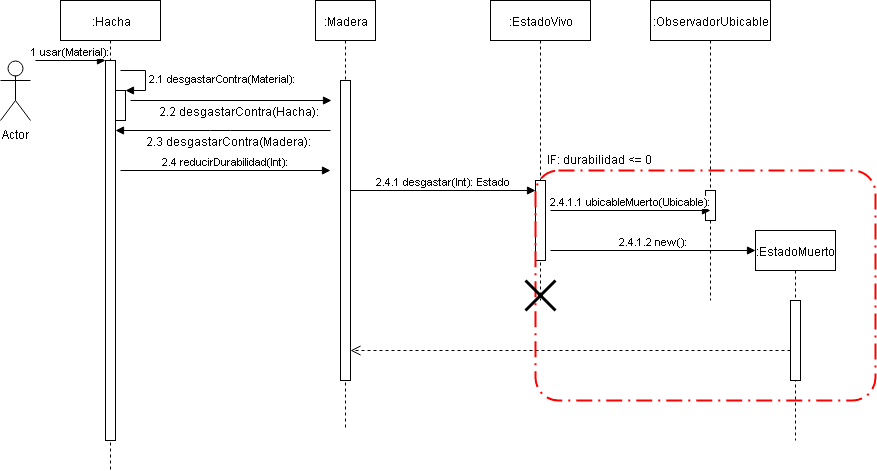 :Hacha
:Madera
:EstadoVivo
:ObservadorUbicable
1 usar(Material):
2.1 desgastarContra(Material):
2.2 desgastarContra(Hacha):
Actor
2.3 desgastarContra(Madera):
2.4 reducirDurabilidad(Int):
IF: durabilidad <= 0
2.4.1 desgastar(Int): Estado
2.4.1.1 ubicableMuerto(Ubicable):
2.4.1.2 new():
:EstadoMuerto